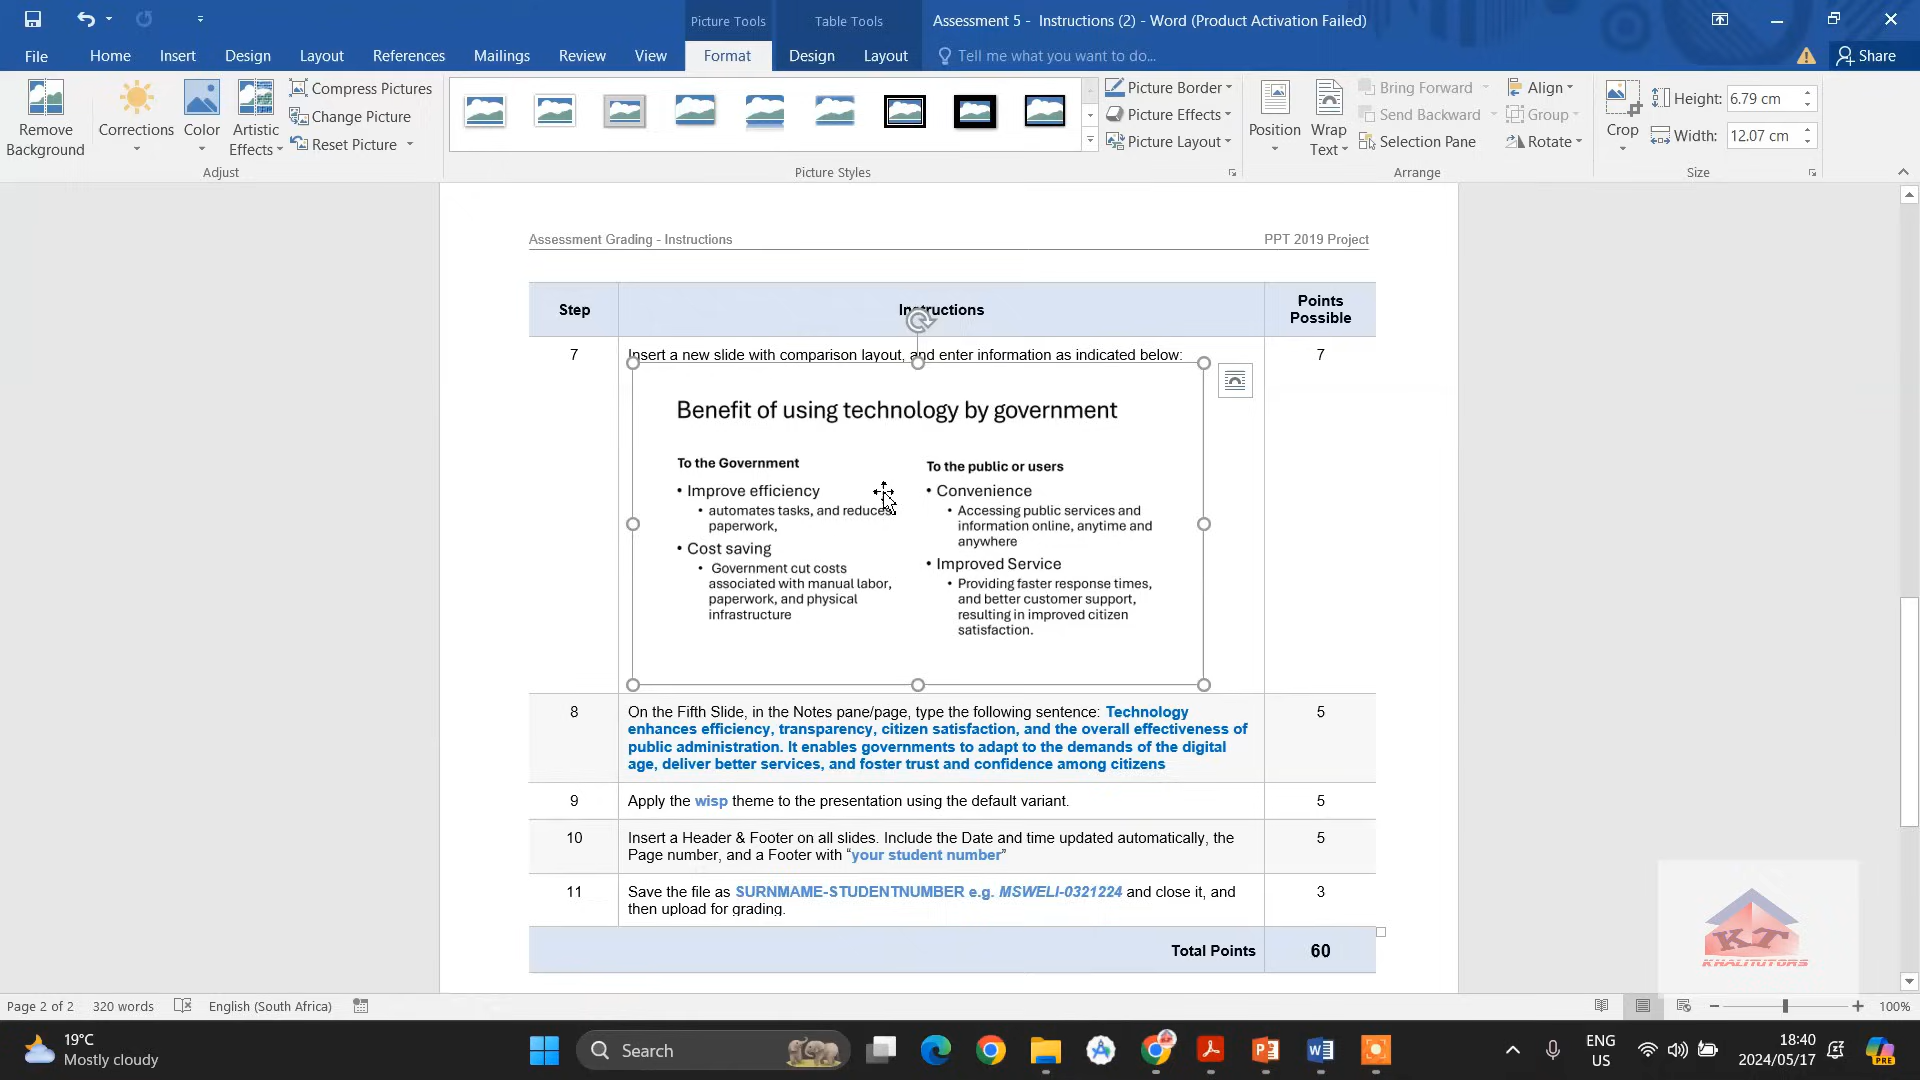 Picture Tools
Table Tools
Assessment 5 -  Instructions (2) - Word (Product Activation Failed)
File
Home
Insert
Design
Layout
References
Mailings
Review
View
Format
Design
Layout
Tell me what you want to do...
Share
Remove
Background
Corrections
Color
Artistic
Effects
Compress Pictures
Change Picture
Reset Picture
Adjust
Picture Styles
Picture Border
Picture Effects
Picture Layout
Position
Wrap
Text
Bring Forward
Send Backward
Selection Pane
Align
Group
Rotate
Arrange
Crop
Height: 6.79 cm
Width: 12.07 cm
Size
Assessment Grading - Instructions
PPT 2019 Project
Step
Instructions
Points
Possible
7
Insert a new slide with comparison layout, and enter information as indicated below:
7
Benefit of using technology by government
To the Government
• Improve efficiency
• automates tasks, and reduces
paperwork,
• Cost saving
• Government cut costs
associated with manual labor,
paperwork, and physical
infrastructure
To the public or users
• Convenience
• Accessing public services and
information online, anytime and
anywhere
• Improved Service
• Providing faster response times,
and better customer support,
resulting in improved citizen
satisfaction.
8
On the Fifth Slide, in the Notes pane/page, type the following sentence: Technology
enhances efficiency, transparency, citizen satisfaction, and the overall effectiveness of
public administration. It enables governments to adapt to the demands of the digital
age, deliver better services, and foster trust and confidence among citizens
5
9
Apply the wisp theme to the presentation using the default variant.
5
10
Insert a Header & Footer on all slides. Include the Date and time updated automatically, the
Page number, and a Footer with “your student number”
5
11
Save the file as SURNMAME-STUDENTNUMBER e.g. MSWELI-0321224 and close it, and
then upload for grading.
3
Total Points
60
KT
KHALITUTORS
Page 2 of 2
320 words
English (South Africa)
100%
19°C
Mostly cloudy
Search
ENG
US
18:40
2024/05/17
PRE